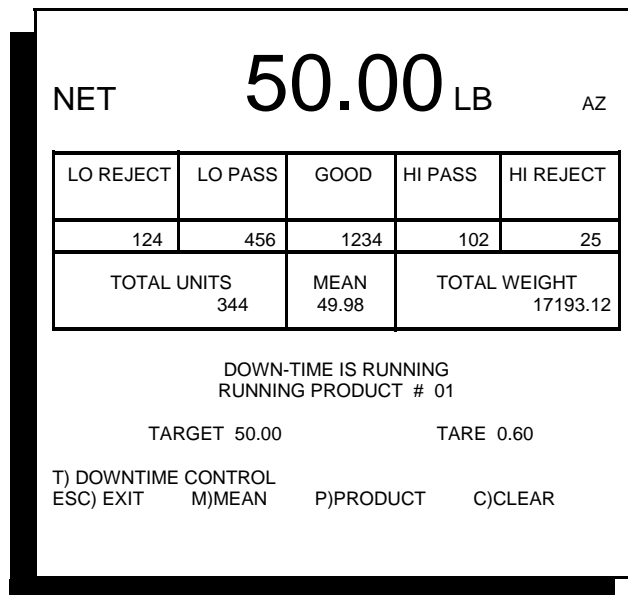 NET 50.00 LB AZ
LO REJECT LO PASS GOOD HI PASS HI REJECT
124 456 1234 102 25
TOTAL UNITS MEAN TOTAL WEIGHT
344 49.98 17193.12
DOWN-TIME IS RUNNING
RUNNING PRODUCT # 01
TARGET 50.00 TARE 0.60
T) DOWNTIME CONTROL
ESC) EXIT M)MEAN P)PRODUCT C)CLEAR